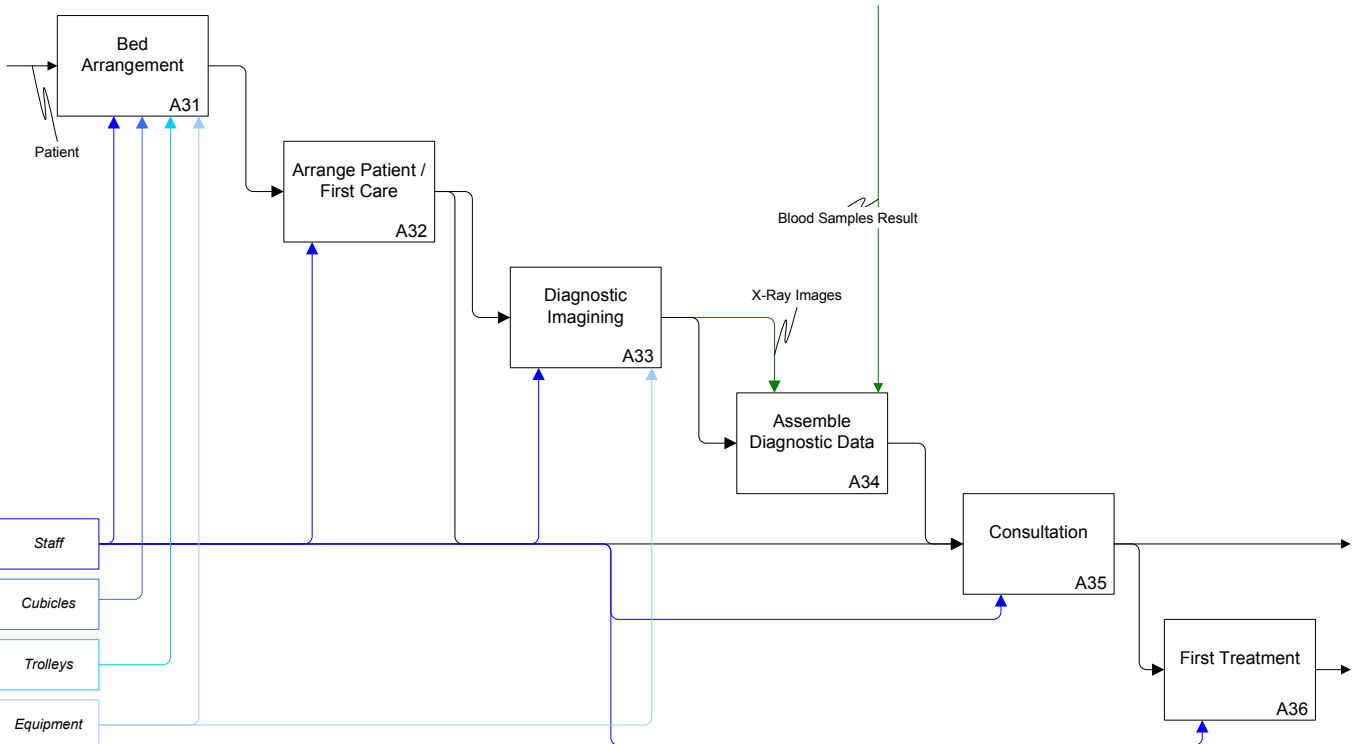 Bed
Arrangement
A31
Patient
Arrange Patient /
First Care
A32
Blood Samples Result
Diagnostic
Imagining
A33
X-Ray Images
Assemble
Diagnostic Data
A34
Staff
Consultation
A35
Cubicles
Trolleys
First Treatment
A36
Equipment